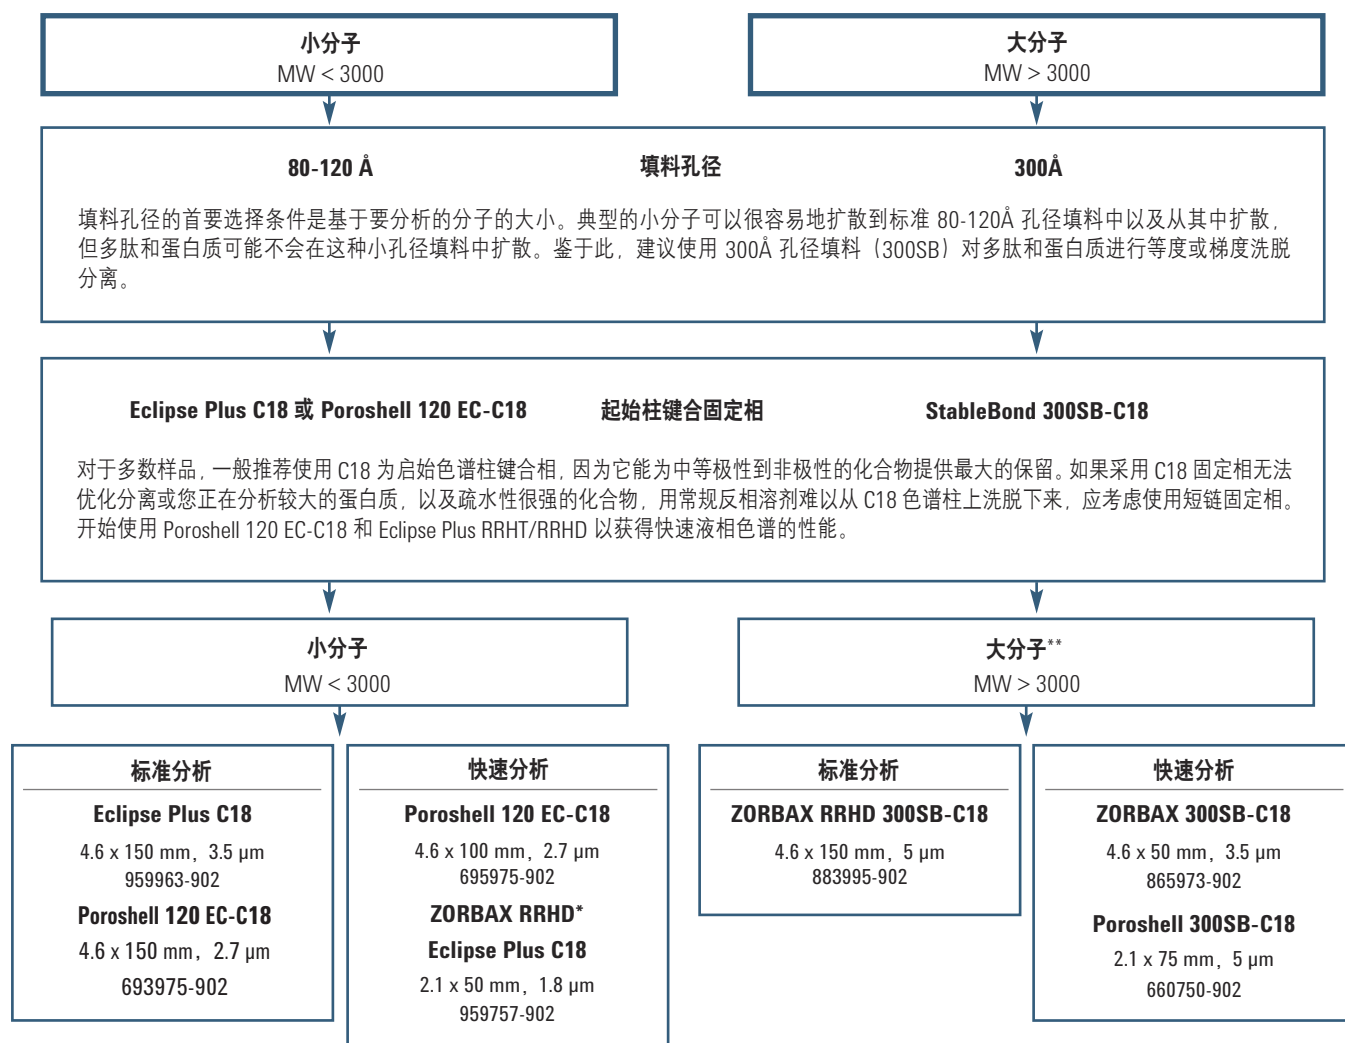 小分子
MW < 3000
大分子
MW > 3000
80-120 Å
填料孔径
300Å
填料孔径的首要选择条件是基于要分析的分子的大小。典型的小分子可以很容易地扩散到标准 80-120Å 孔径填料中以及从其中扩散，
但多肽和蛋白质可能不会在这种小孔径填料中扩散。鉴于此，建议使用 300Å 孔径填料（300SB）对多肽和蛋白质进行等度或梯度洗脱
分离。
Eclipse Plus C18 或 Poroshell 120 EC-C18
起始柱键合固定相
StableBond 300SB-C18
对于多数样品，一般推荐使用 C18 为启始色谱柱键合相，因为它能为中等极性到非极性的化合物提供最大的保留。如果采用 C18 固定相无法
优化分离或您正在分析较大的蛋白质，以及疏水性很强的化合物，用常规反相溶剂难以从 C18 色谱柱上洗脱下来，应考虑使用短链固定相。
开始使用 Poroshell 120 EC-C18 和 Eclipse Plus RRHT/RRHD 以获得快速液相色谱的性能。
小分子
MW < 3000
大分子**
MW > 3000
标准分析
Eclipse Plus C18
4.6 x 150 mm，3.5 µm
959963-902
Poroshell 120 EC-C18
4.6 x 150 mm，2.7 µm
693975-902
快速分析
Poroshell 120 EC-C18
4.6 x 100 mm，2.7 µm
695975-902
ZORBAX RRHD*
Eclipse Plus C18
2.1 x 50 mm，1.8 µm
959757-902
标准分析
ZORBAX RRHD 300SB-C18
4.6 x 150 mm，5 µm
883995-902
快速分析
ZORBAX 300SB-C18
4.6 x 50 mm，3.5 µm
865973-902
Poroshell 300SB-C18
2.1 x 75 mm，5 µm
660750-902